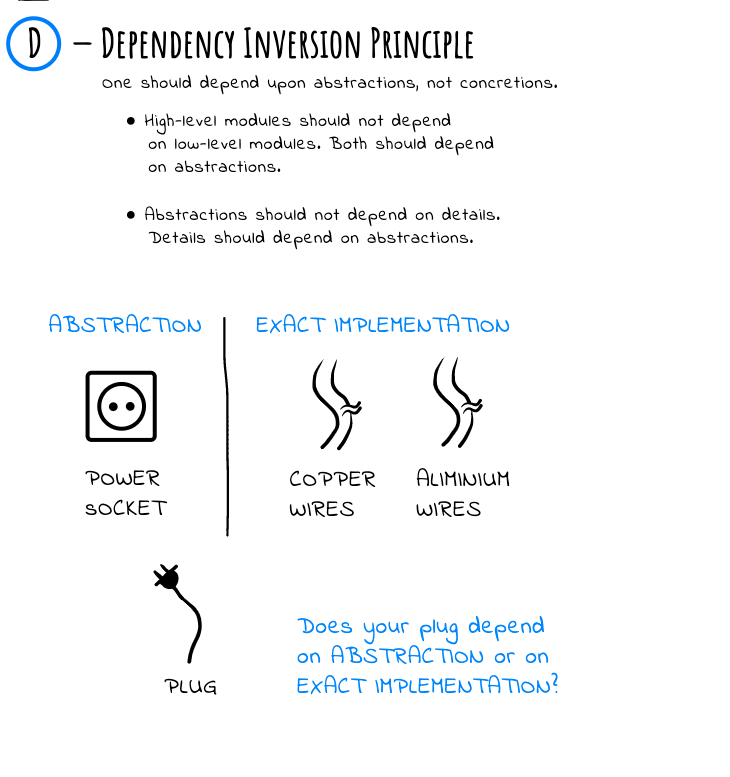 D – DEPENDENCY INVERSION PRINCIPLE
one should depend upon abstractions, not concretions.
• High-level modules should not depend
on low-level modules. Both should depend
on abstractions.
• Abstractions should not depend on details.
Details should depend on abstractions.
ABSTRACTION
EXACT IMPLEMENTATION
POWER
SOCKET
COPPER
WIRES
ALIMINIUM
WIRES
PLUG
Does your plug depend
on ABSTRACTION or on
EXACT IMPLEMENTATION?